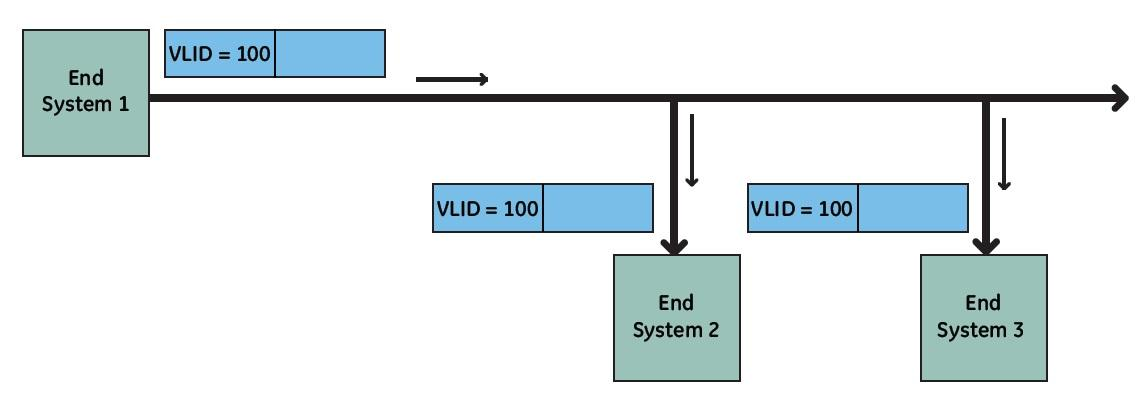 VLID = 100
End
System 1
VLID = 100
VLID = 100
End
System 2
End
System 3